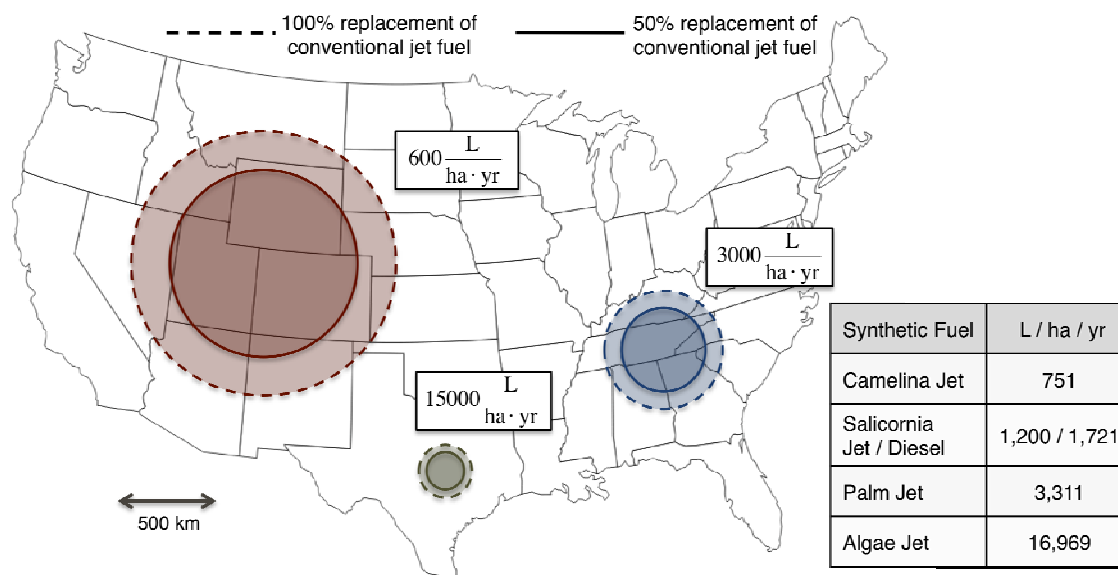 100% replacement of
conventional jet fuel
50% replacement of
conventional jet fuel
600 L
ha · yr
3000 L
ha · yr
15000 L
ha · yr
500 km
Synthetic Fuel L / ha / yr
Camelina Jet 751
Salicornia
Jet / Diesel 1,200 / 1,721
Palm Jet 3,311
Algae Jet 16,969